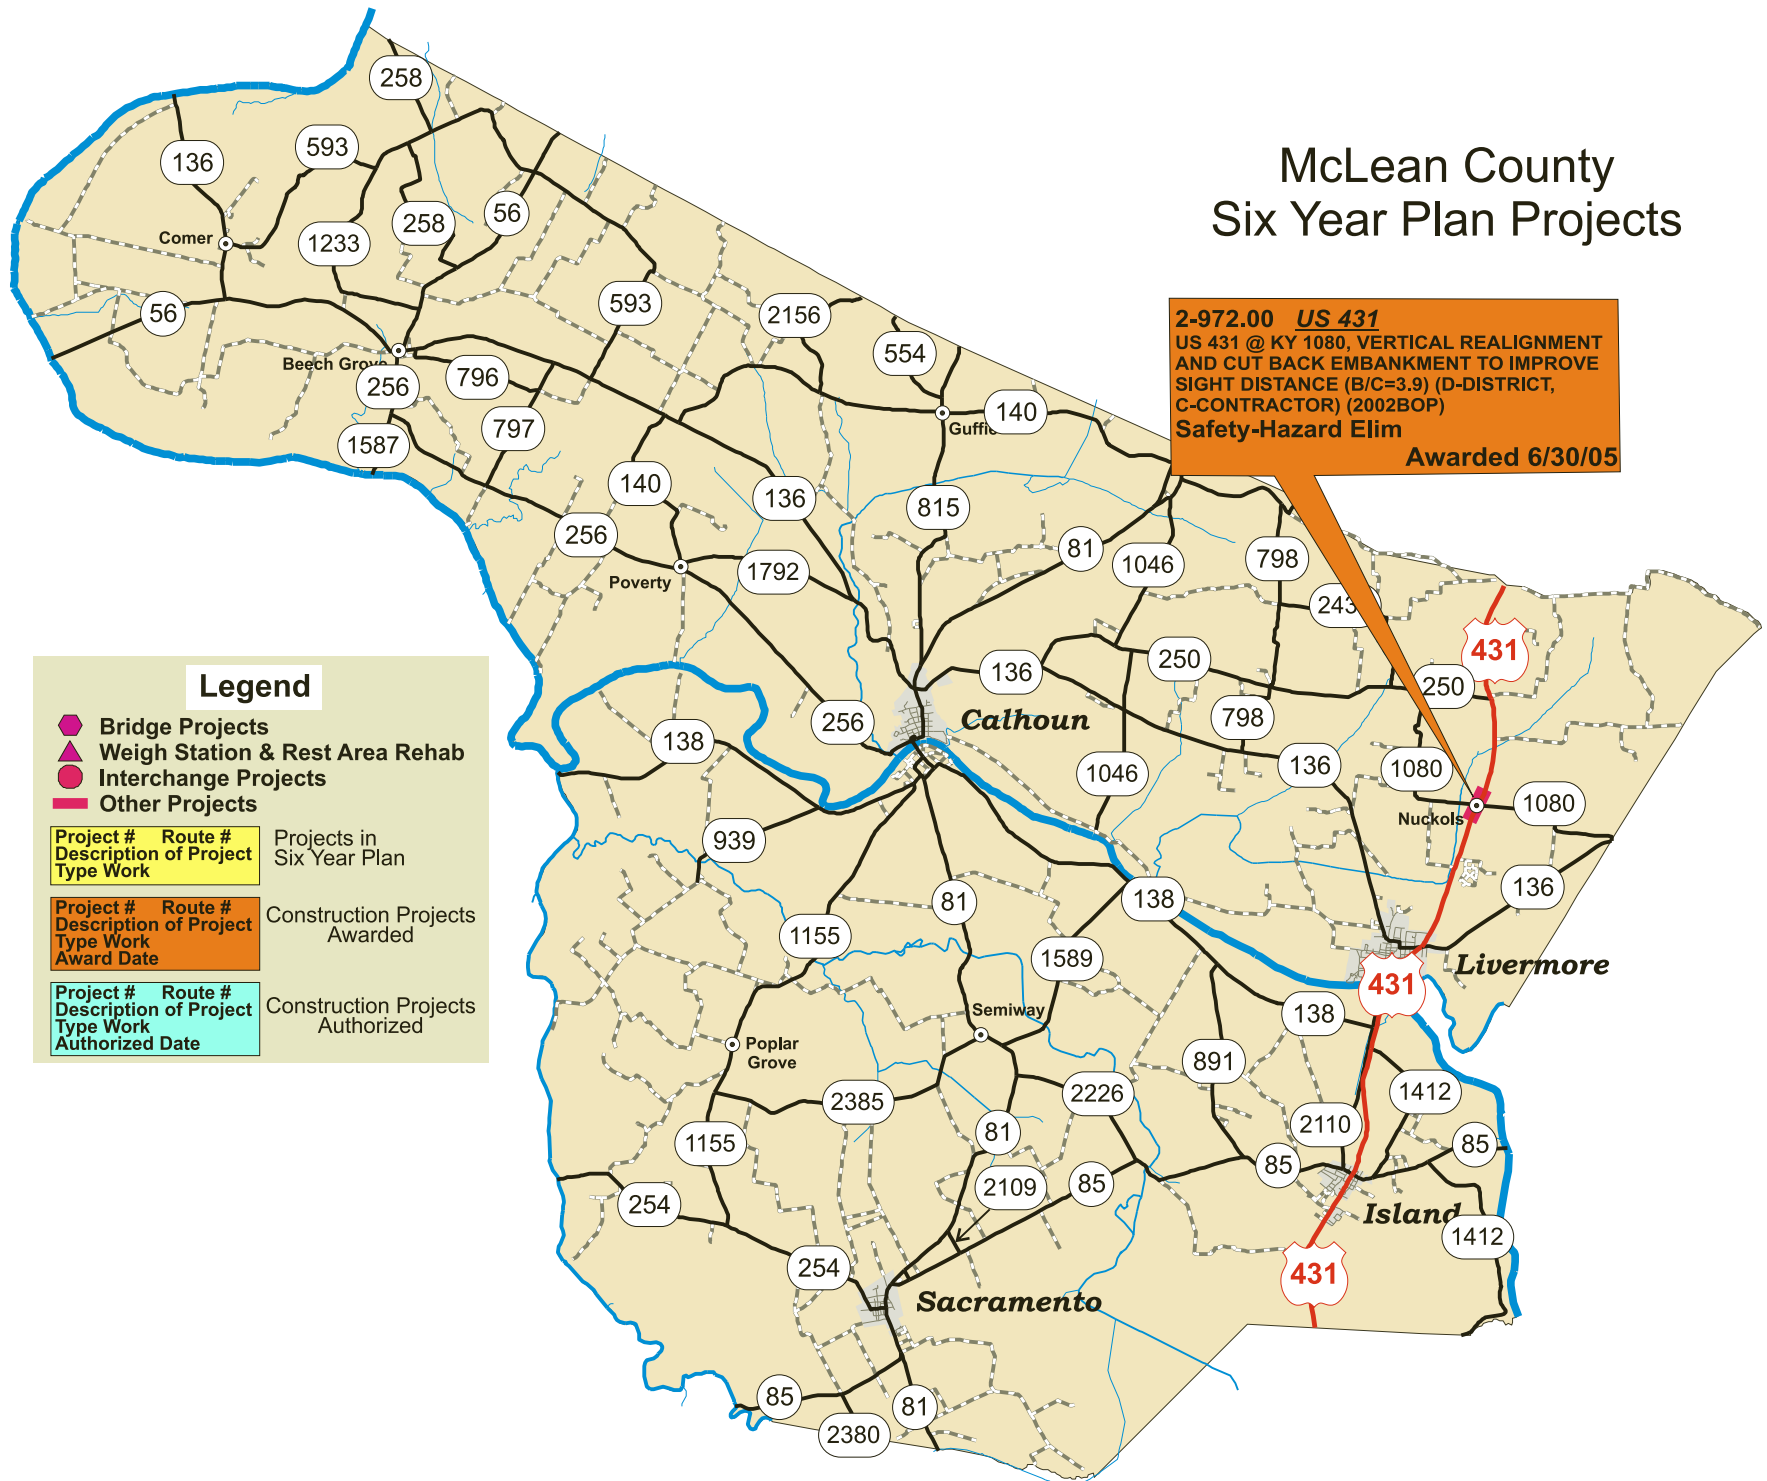 McLean County
Six Year Plan Projects
2-972.00 US 431
US 431 @ KY 1080, VERTICAL REALIGNMENT
AND CUT BACK EMBANKMENT TO IMPROVE
SIGHT DISTANCE (B/C=3.9) (D-DISTRICT,
C-CONTRACTOR) (2002BOP)
Safety-Hazard Elim
Awarded 6/30/05
258
593
136
258
56
Comer
1233
56
593
2156
554
Beech Grove
256
796
140
Guffie
797
1587
140
136
815
256
81
1046
798
Poverty
1792
243
431
136
250
250
256
Calhoun
798
138
1046
136
1080
1080
Nuckols
939
136
81
138
1155
1589
Livermore
431
Semiway
138
Poplar
Grove
891
2385
2226
1412
2110
1155
81
85
85
2109
85
254
Island
1412
254
431
Sacramento
85
81
2380
Legend
Bridge Projects
Weigh Station & Rest Area Rehab
Interchange Projects
Other Projects
Project # Route #
Description of Project
Type Work
Projects in
Six Year Plan
Project # Route #
Description of Project
Type Work
Award Date
Construction Projects
Awarded
Project # Route #
Description of Project
Type Work
Authorized Date
Construction Projects
Authorized